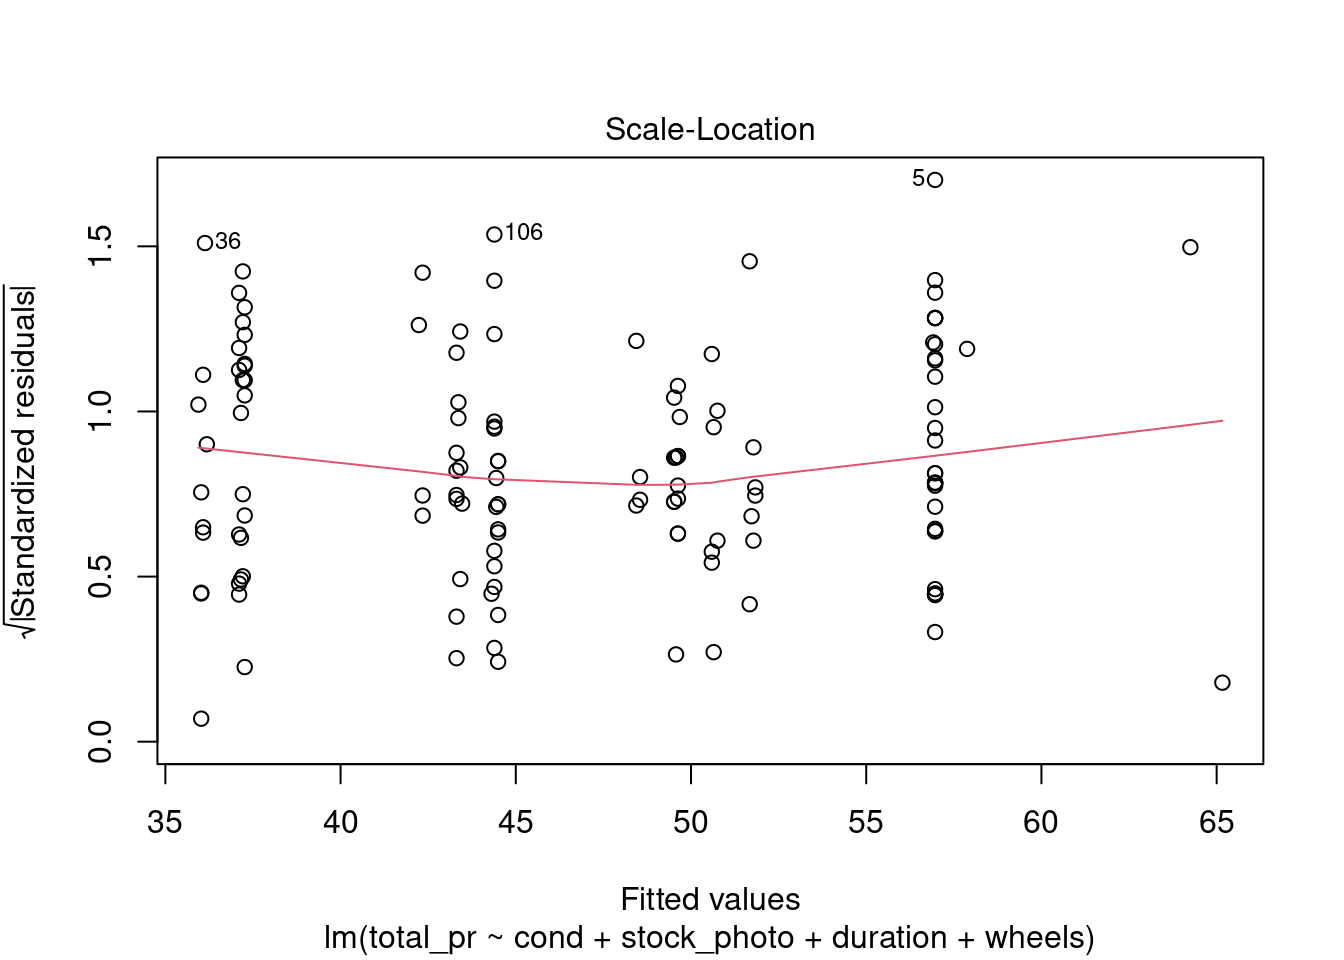 Scale-Location
√|Standardized residuals|
1.5
1.0
0.5
0.0
5
106
36
35 40 45 50 55 60 65
Fitted values
lm(total_pr ~ cond + stock_photo + duration + wheels)